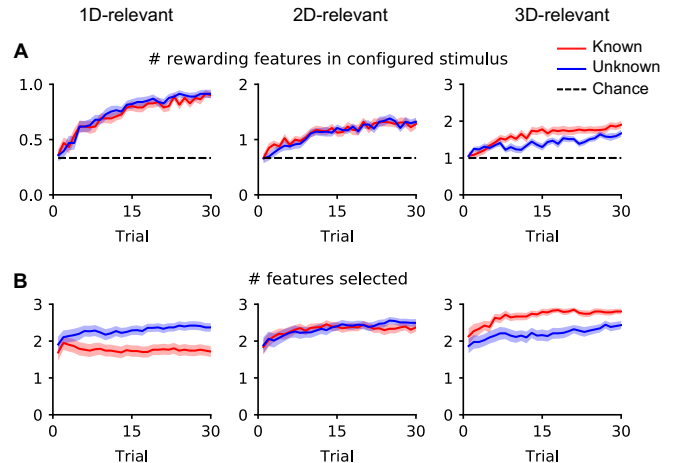 1D-relevant 2D-relevant 3D-relevant
A
# rewarding features in configured stimulus
Known
Unknown
Chance
1.0
0.5
0.0
0 15 30
Trial
2
1
0
0 15 30
Trial
3
2
1
0
0 15 30
Trial
B
# features selected
3
2
1
0
0 15 30
Trial
3
2
1
0
0 15 30
Trial
3
2
1
0
0 15 30
Trial